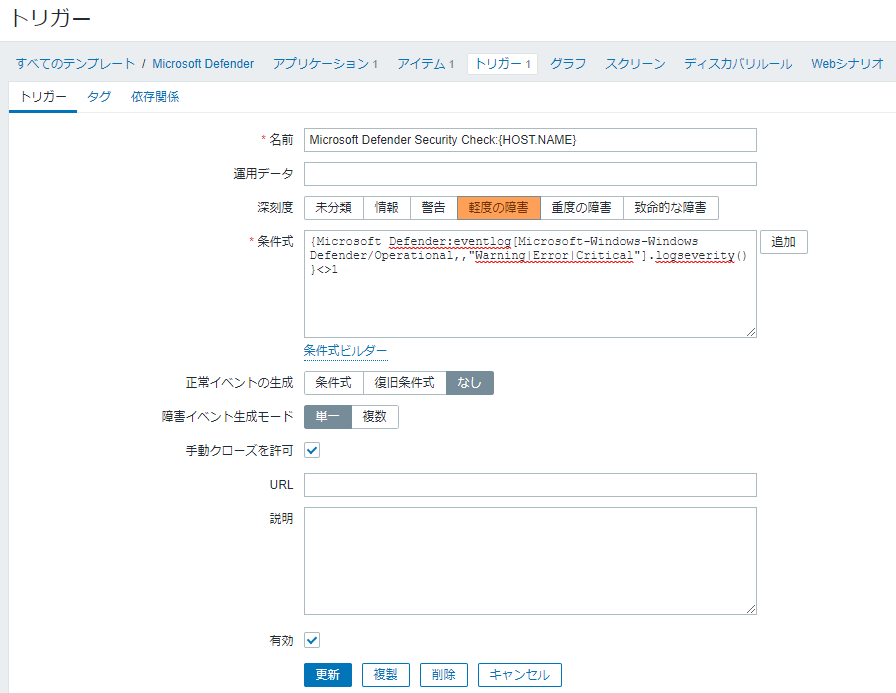 トリガー
すべてのテンプレート / Microsoft Defender アプリケーション 1 アイテム 1 トリガー 1 グラフ スクリーン ディスカバリルール Webシナリオ
トリガー タグ 依存関係
* 名前 Microsoft Defender Security Check:{HOST.NAME}
運用データ
深刻度 未分類 情報 警告 軽度の障害 重度の障害 致命的な障害
* 条件式 {Microsoft Defender:eventlog[Microsoft-Windows-Windows 追加
Defender/Operational,,"Warning|Error|Critical"].logseverity()
}<>1
条件式ビルダー
正常イベントの生成 条件式 復旧条件式 なし
障害イベント生成モード 単一 複数
手動クローズを許可
URL
説明
有効
更新 複製 削除 キャンセル